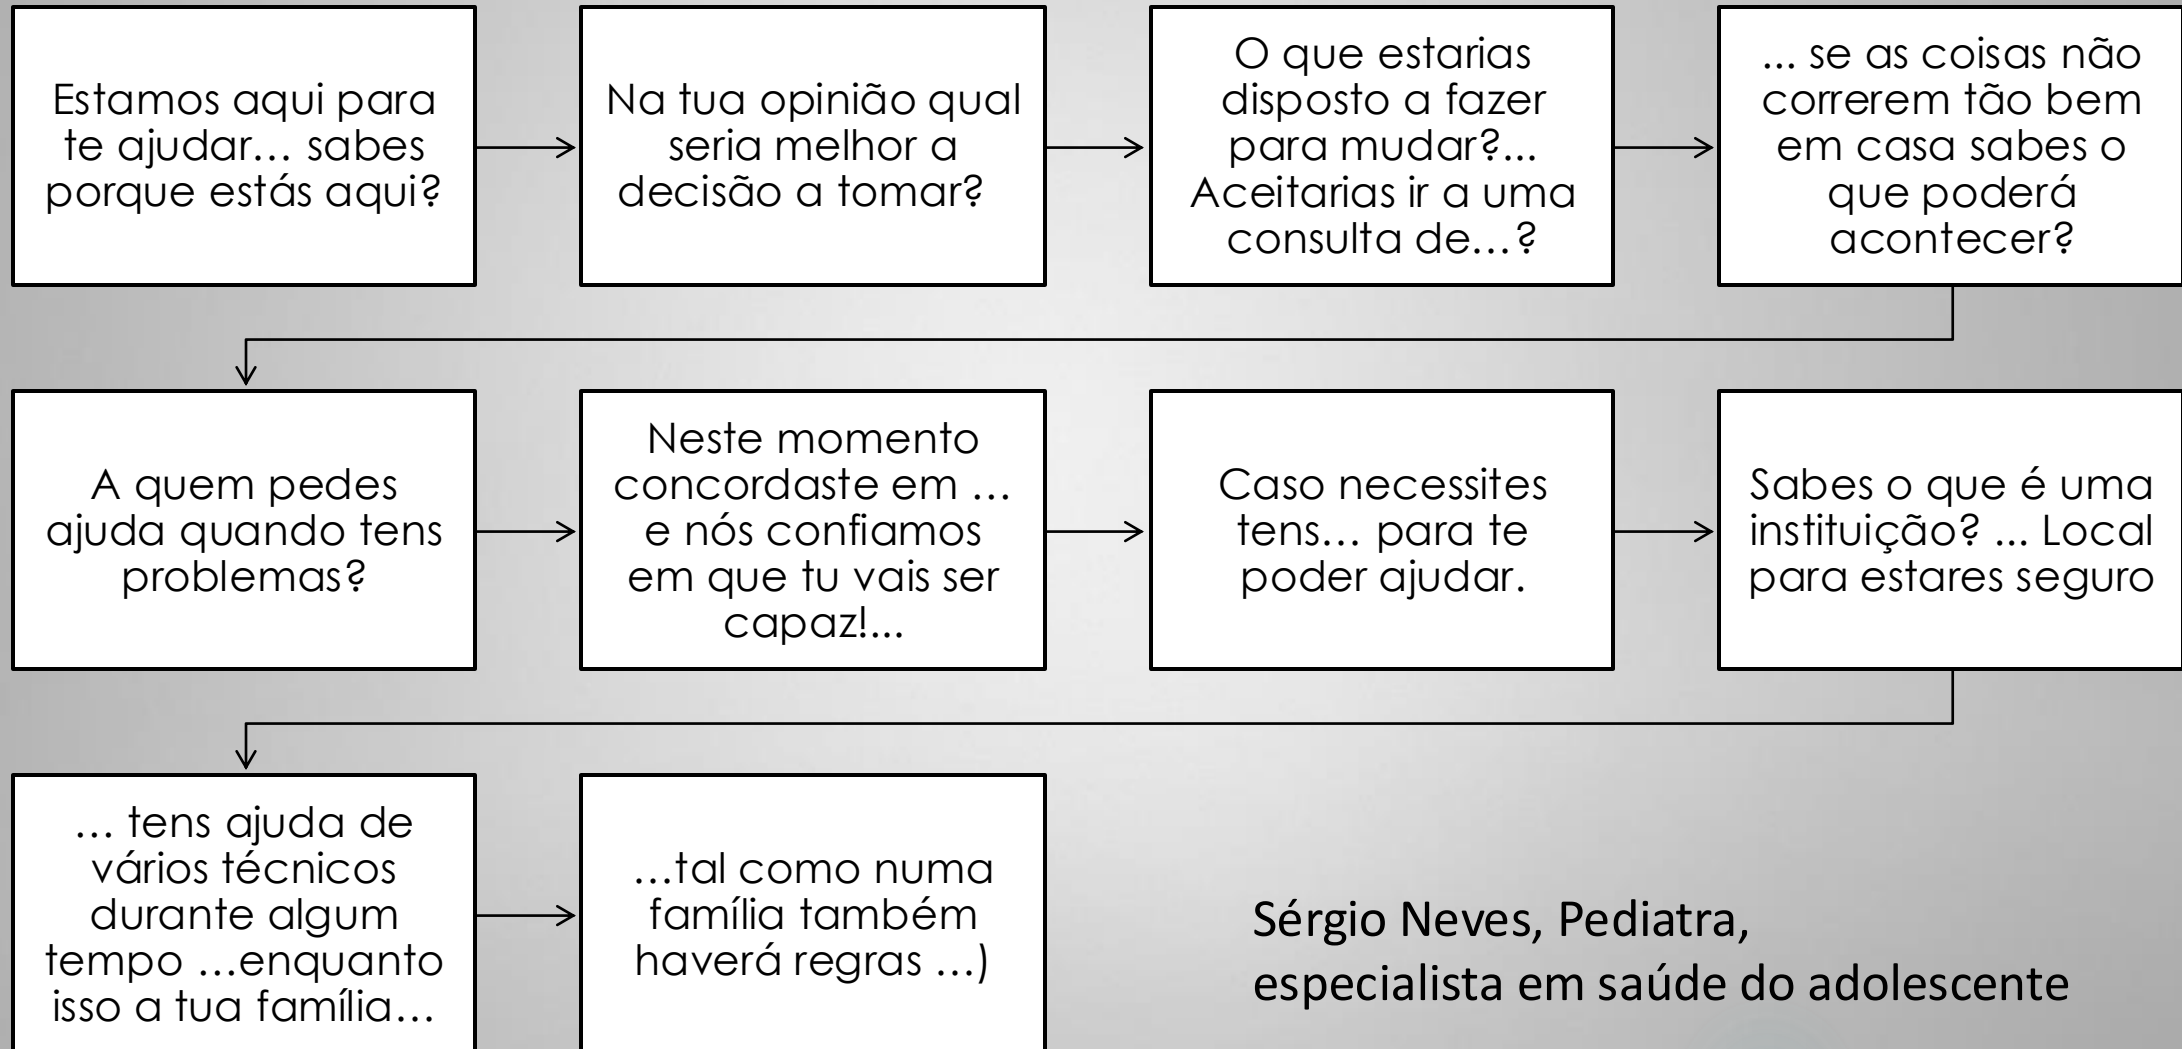 Estamos aqui para
te ajudar... sabes
porque estás aqui?
Na tua opinião qual
seria melhor a
decisão a tomar?
O que estarias
disposto a fazer
para mudar?...
Aceitarias ir a uma
consulta de...?
... se as coisas não
correrem tão bem
em casa sabes o
que poderá
acontecer?
A quem pedes
ajuda quando tens
problemas?
Neste momento
concordaste em ...
e nós confiamos
em que tu vais ser
capaz!...
Caso necessites
tens... para te
poder ajudar.
Sabes o que é uma
instituição? ... Local
para estares seguro
... tens ajuda de
vários técnicos
durante algum
tempo ...enquanto
isso a tua família...
...tal como numa
família também
haverá regras ...)
Sérgio Neves, Pediatra,
especialista em saúde do adolescente